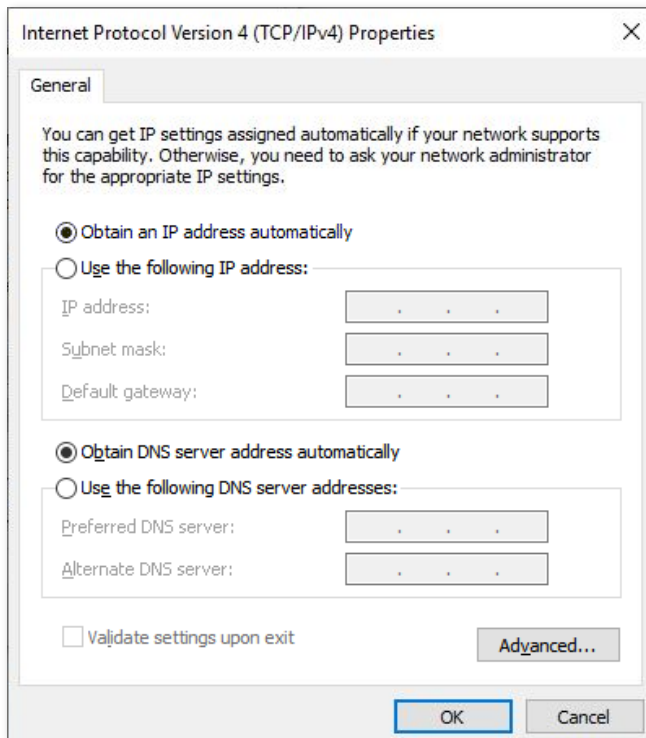 Internet Protocol Version 4 (TCP/IPv4) Properties
General
You can get IP settings assigned automatically if your network supports
this capability. Otherwise, you need to ask your network administrator
for the appropriate IP settings.
Obtain an IP address automatically
Use the following IP address:
IP address:
Subnet mask:
Default gateway:
Obtain DNS server address automatically
Use the following DNS server addresses:
Preferred DNS server:
Alternate DNS server:
Validate settings upon exit
Advanced...
OK Cancel